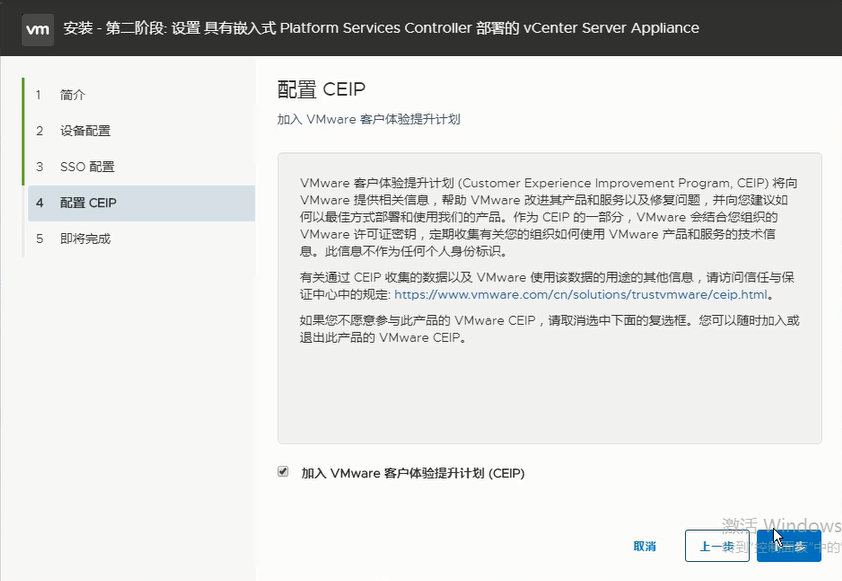 vm 安装 - 第二阶段: 设置 具有嵌入式 Platform Services Controller 部署的 vCenter Server Appliance
1 简介
2 设备配置
3 SSO 配置
4 配置 CEIP
5 即将完成
配置 CEIP
加入 VMware 客户体验提升计划
VMware 客户体验提升计划 (Customer Experience Improvement Program, CEIP) 将向
VMware 提供相关信息，帮助 VMware 改进其产品和服务以及修复问题，并向您建议如
何以最佳方式部署和使用我们的产品。作为 CEIP 的一部分，VMware 会结合您组织的
VMware 许可证密钥，定期收集有关您的组织如何使用 VMware 产品和服务的技术信
息。此信息不作为任何个人身份标识。
有关通过 CEIP 收集的数据以及 VMware 使用该数据的用途的其他信息，请访问信任与保
证中心中的规定: https://www.vmware.com/cn/solutions/trustvmware/ceip.html。
如果您不愿意参与此产品的 VMware CEIP，请取消选中下面的复选框。您可以随时加入或
退出此产品的 VMware CEIP。
加入 VMware 客户体验提升计划 (CEIP)
激活 Windows
取消 上一步 一步
到"控制面板"中的"